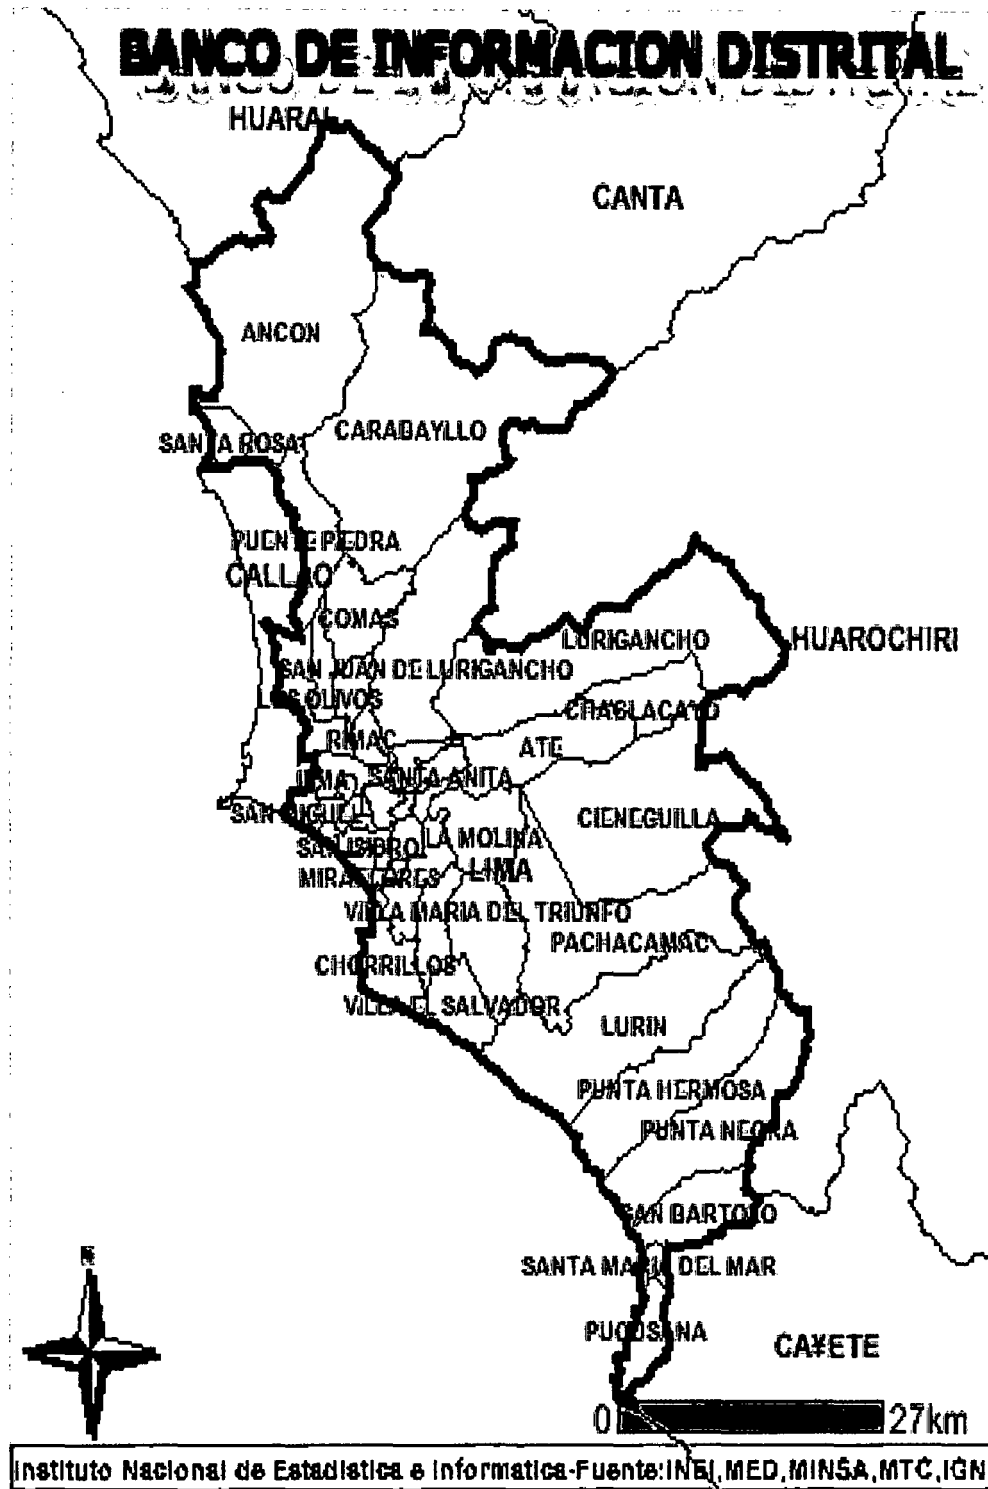 BANCO DE INFORMACION DISTRITAL
HUARAL
CANTA
ANCON
CARABAYLLO
SANTA ROSA
PUENTE PIEDRA
CALLAO
COMAS
LURIGANCHO
HUAROCHIRI
SAN JUAN DE LURIGANCHO
LOS OLIVOS
CHACLACAYO
RIMAC
ATE
LIMA
SANTA ANITA
SAN MIGUEL
CIENEGUILLA
SAN ISIDRO
LA MOLINA
MIRAFLORES
LIMA
VILLA MARIA DEL TRIUNFO
PACHACAMAC
CHORRILLOS
VILLA EL SALVADOR
LURIN
PUNTA HERMOSA
PUNTA NEGRA
SAN BARTOLO
N
SANTA MARIA DEL MAR
PUCUSANA
CA¥ETE
0 27km
Instituto Nacional de Estadistica e Informatica-Fuente:INEI,MED,MINSA,MTC,IGN